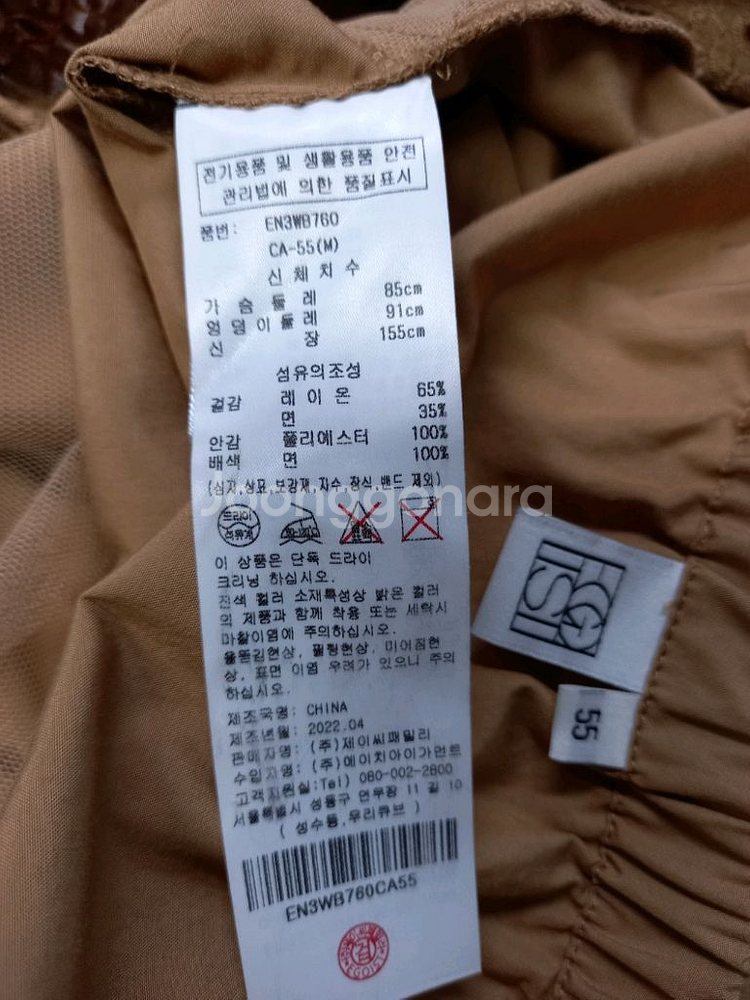 전기용품 및 생활용품 안전
관리법에 의한 품질표시
품번: EN3WB760
CA-55(M)
신체치수
가슴둘레 85cm
엉덩이둘레 91cm
신장 155cm
섬유의조성
겉감 레이온 65%
면 35%
안감 폴리에스터 100%
배색 면 100%
(심지,상표,보강재,자수,장식,밴드 제외)
드라이
석유계
이 상품은 단독 드라이
크리닝 하십시오.
진색 컬러 소재특성상 밝은 컬러
의 제품과 함께 착용 또는 세탁시
마찰이염에 주의하십시오.
올뜯김현상, 필링현상, 미어짐현
상, 표면 이염 우려가 있으니 주의
하십시오.
제조국명: CHINA
제조년월: 2022.04
판매자명: (주)제이씨패밀리
수입자명: (주)에이치아이가먼트
고객지원실:Tel) 080-002-2800
서울특별시 성동구 연무장 11 길 10
( 성수동,우리큐브 )
EN3WB760CA55
EGOIST
EGOIST
55
Joonggonara